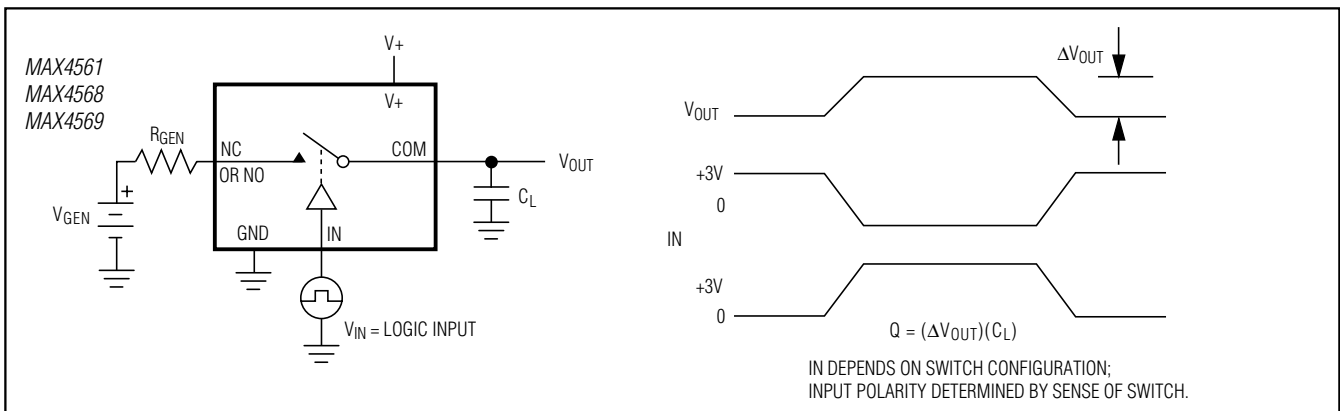 MAX4561
MAX4568
MAX4569
V+
V+
RGEN
NC
OR NO
COM
VOUT
CL
+
VGEN
GND
IN
VIN = LOGIC INPUT
ΔVOUT
VOUT
+3V
0
IN
+3V
0
Q = (ΔVOUT)(CL)
IN DEPENDS ON SWITCH CONFIGURATION;
INPUT POLARITY DETERMINED BY SENSE OF SWITCH.